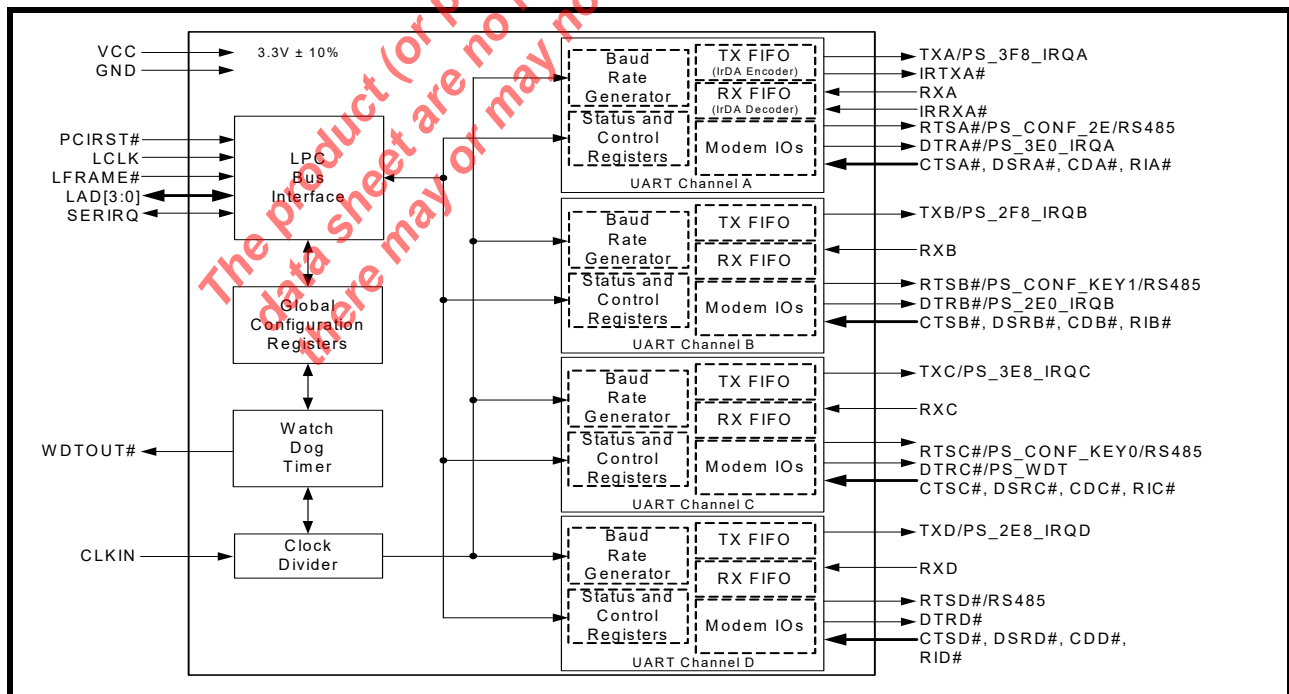 VCC
GND
3.3V ± 10%
PCIRST#
LCLK
LFRAME#
LAD[3:0]
SERIRQ
LPC
Bus
Interface
Global
Configuration
Registers
WDTOUT#
Watch
Dog
Timer
CLKIN
Clock
Divider
Baud
Rate
Generator
TX FIFO
(IrDA Encoder)
RX FIFO
(IrDA Decoder)
Status and
Control
Registers
Modem IOs
UART Channel A
TXA/PS_3F8_IRQA
IRTXA#
RXA
IRRXA#
RTSA#/PS_CONF_2E/RS485
DTRA#/PS_3E0_IRQA
CTSA#, DSRA#, CDA#, RIA#
Baud
Rate
Generator
TX FIFO
RX FIFO
Status and
Control
Registers
Modem IOs
UART Channel B
TXB/PS_2F8_IRQB
RXB
RTSB#/PS_CONF_KEY1/RS485
DTRB#/PS_2E0_IRQB
CTSB#, DSRB#, CDB#, RIB#
Baud
Rate
Generator
TX FIFO
RX FIFO
Status and
Control
Registers
Modem IOs
UART Channel C
TXC/PS_3E8_IRQC
RXC
RTSC#/PS_CONF_KEY0/RS485
DTRC#/PS_WDT
CTSC#, DSRC#, CDC#, RIC#
Baud
Rate
Generator
TX FIFO
RX FIFO
Status and
Control
Registers
Modem IOs
UART Channel D
TXD/PS_2E8_IRQD
RXD
RTSD#/RS485
DTRD#
CTSD#, DSRD#, CDD#,
RID#
The product (or
data sheet are no
there may or may no